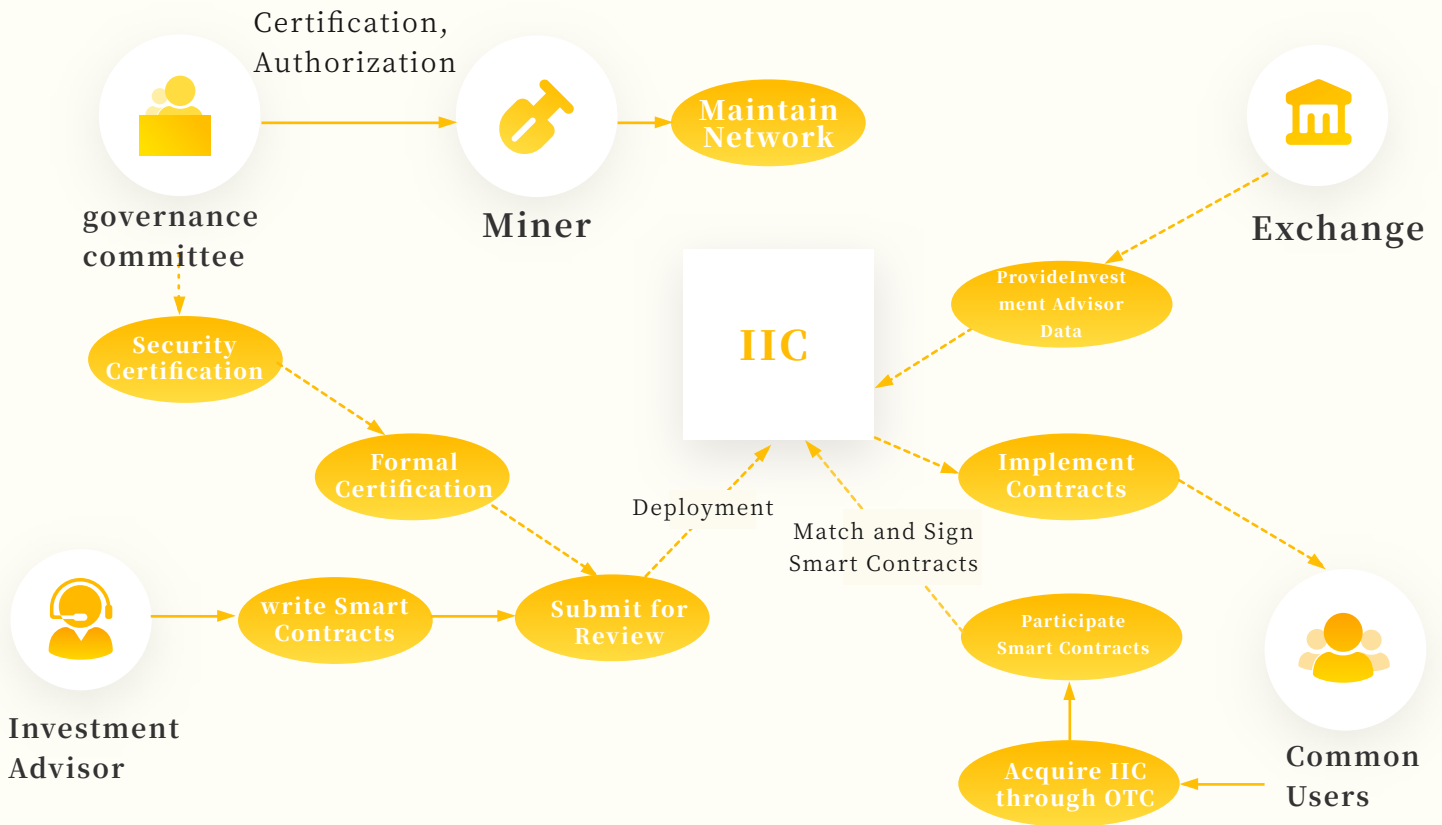 Certification,
Authorization
Maintain
Network
governance
committee
Miner
Exchange
ProvideInvest
ment Advisor
Data
IIC
Security
Certification
Formal
Certification
Implement
Contracts
Deployment
Match and Sign
Smart Contracts
write Smart
Contracts
Submit for
Review
Participate
Smart Contracts
Investment
Advisor
Acquire IIC
through OTC
Common
Users